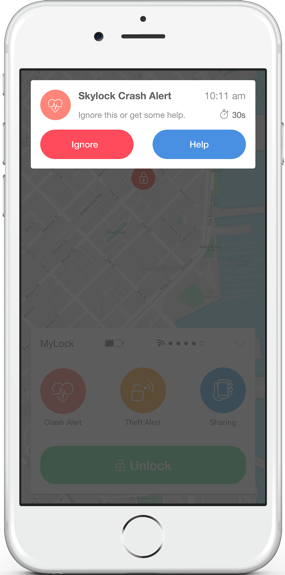 Skylock Crash Alert 10:11 am
Ignore this or get some help. 30s
Ignore Help
MyLock
Crash Alert Theft Alert Sharing
Unlock